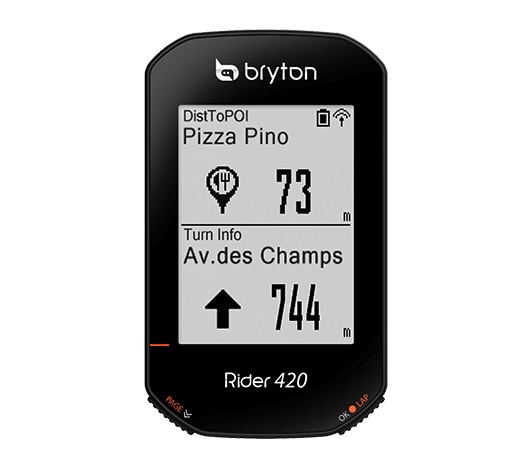 bryton
DistToPOI
Pizza Pino
73
m
Turn Info
Av.des Champs
744
m
Rider 420
PAGE
OK LAP